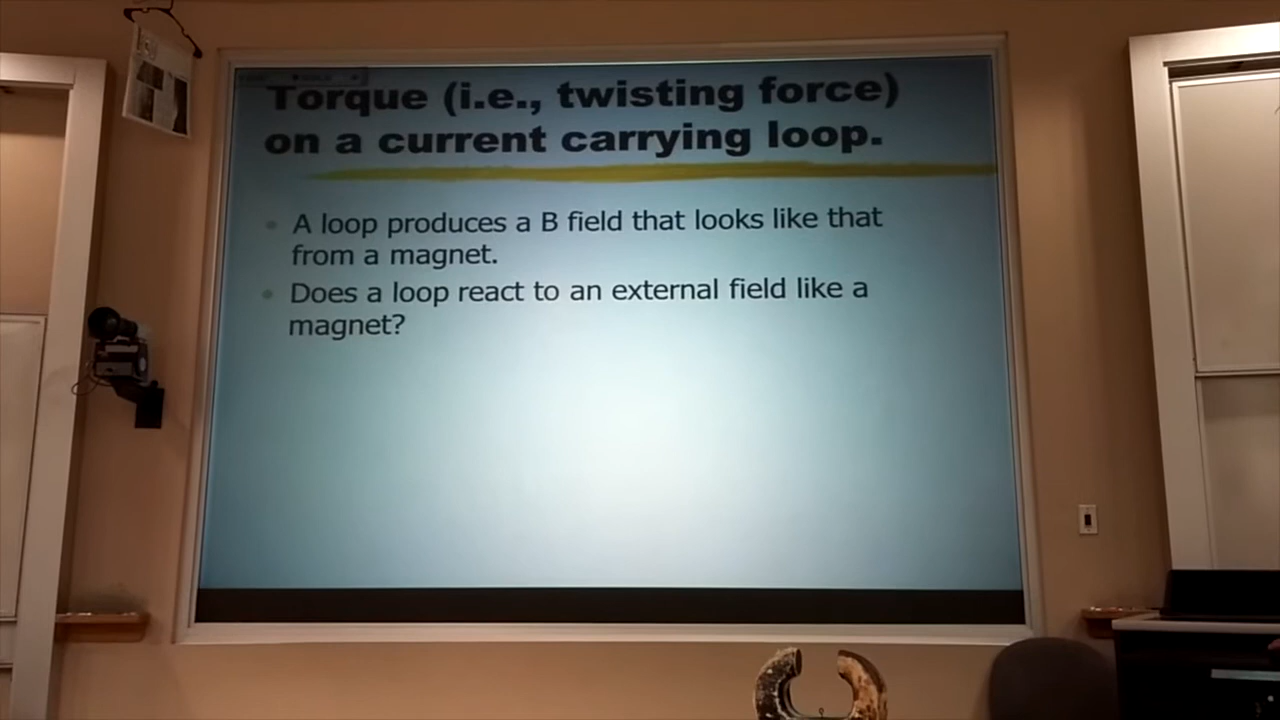 Torque (i.e., twisting force)
on a current carrying loop.
A loop produces a B field that looks like that
from a magnet.
Does a loop react to an external field like a
magnet?